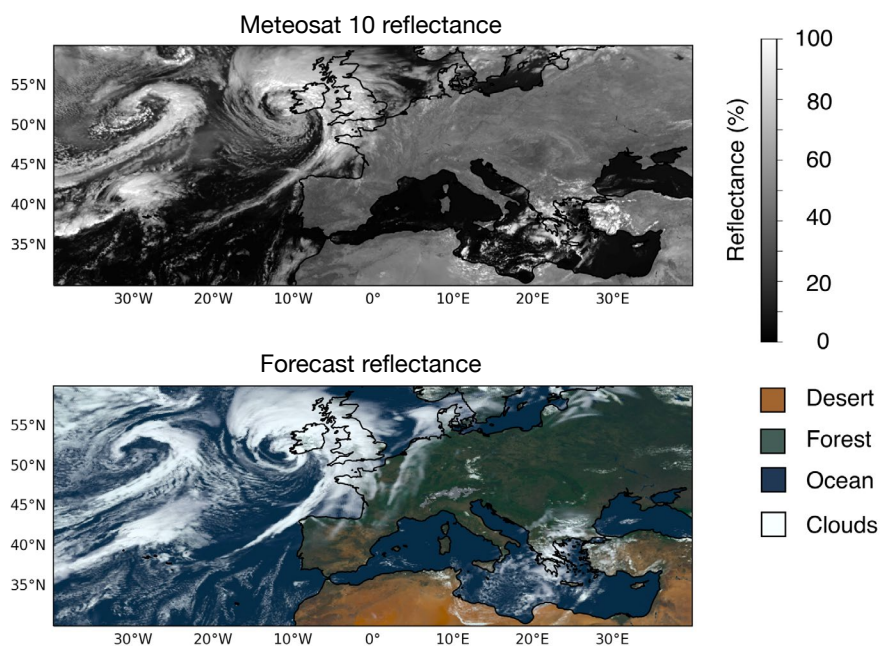 Meteosat 10 reflectance
55°N
50°N
45°N
40°N
35°N
30°W
20°W
10°W
0°
10°E
20°E
30°E
Reflectance (%)
100
80
60
40
20
0
Forecast reflectance
55°N
50°N
45°N
40°N
35°N
30°W
20°W
10°W
0°
10°E
20°E
30°E
Desert
Forest
Ocean
Clouds